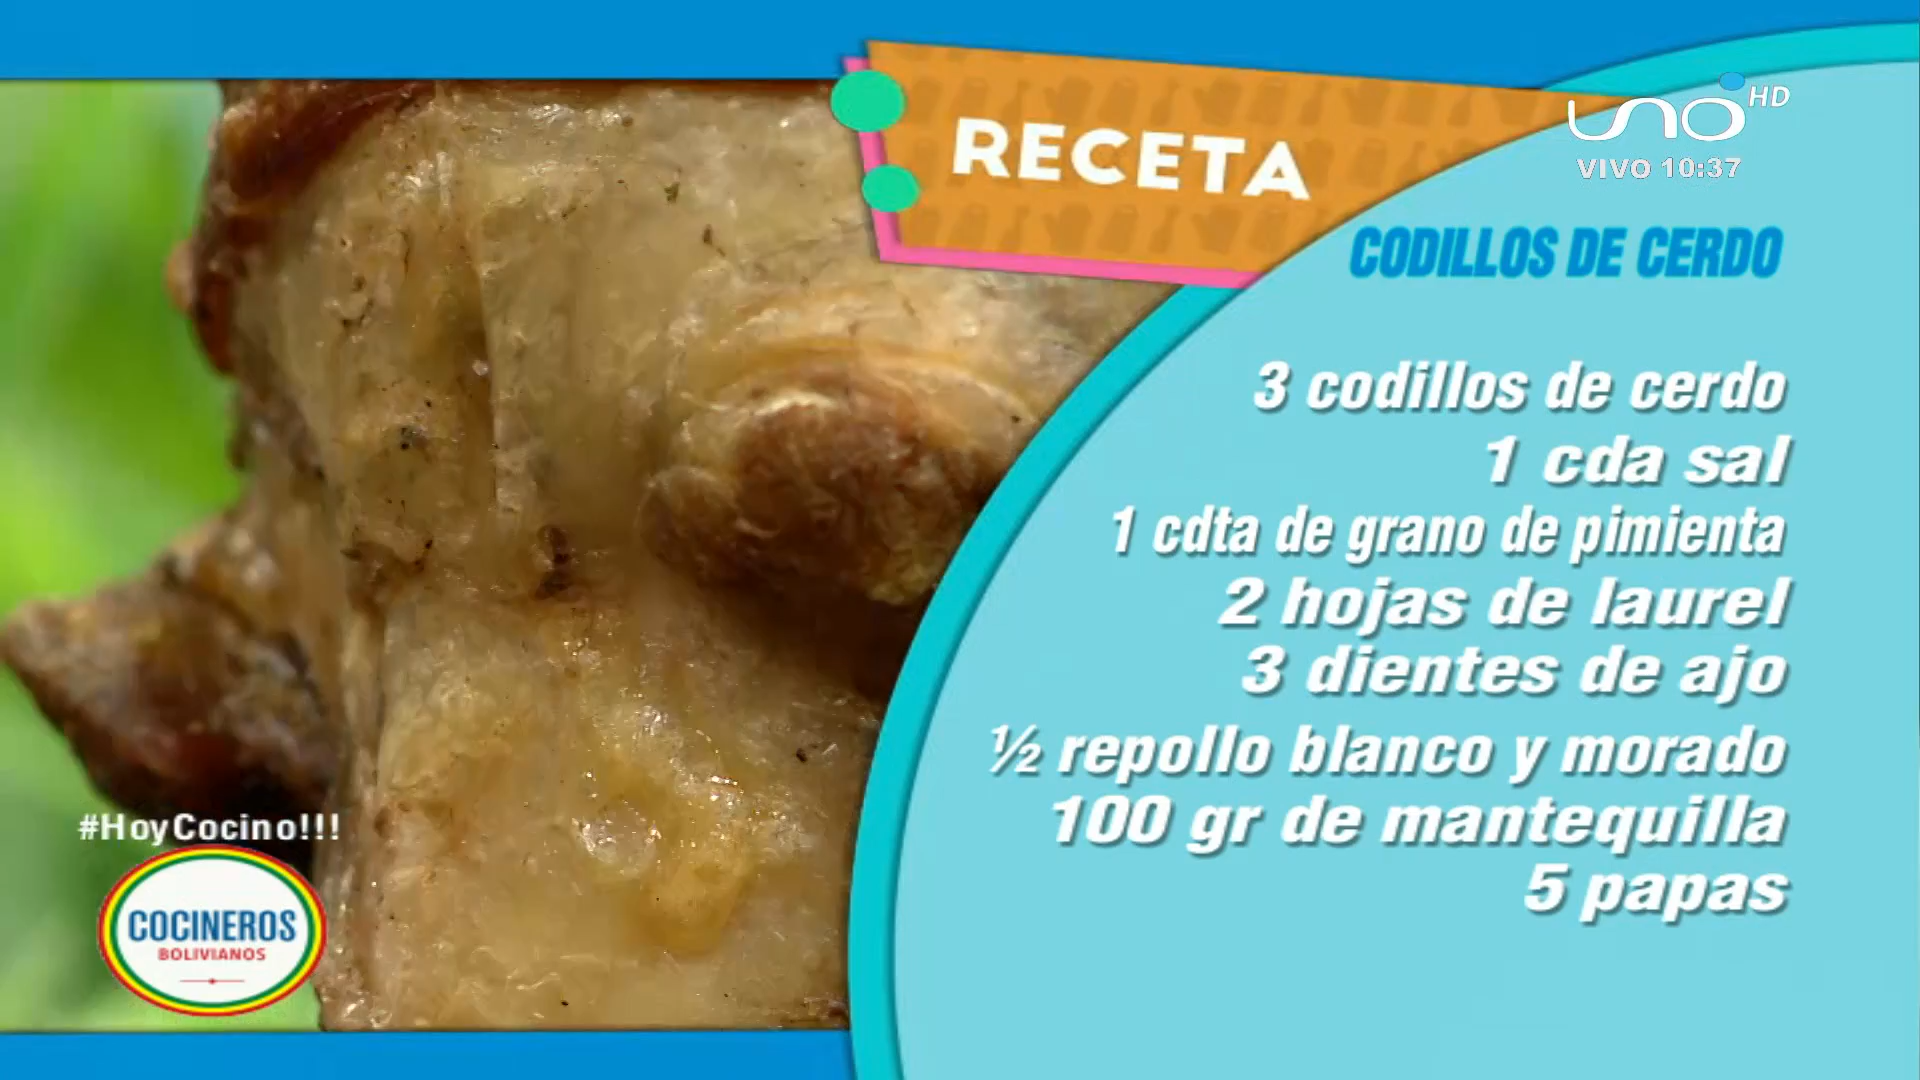 RECETA
UNO HD
VIVO 10:37
CODILLOS DE CERDO
3 codillos de cerdo
1 cda sal
1 cdta de grano de pimienta
2 hojas de laurel
3 dientes de ajo
½ repollo blanco y morado
100 gr de mantequilla
5 papas
#HoyCocino!!!
COCINEROS
BOLIVIANOS